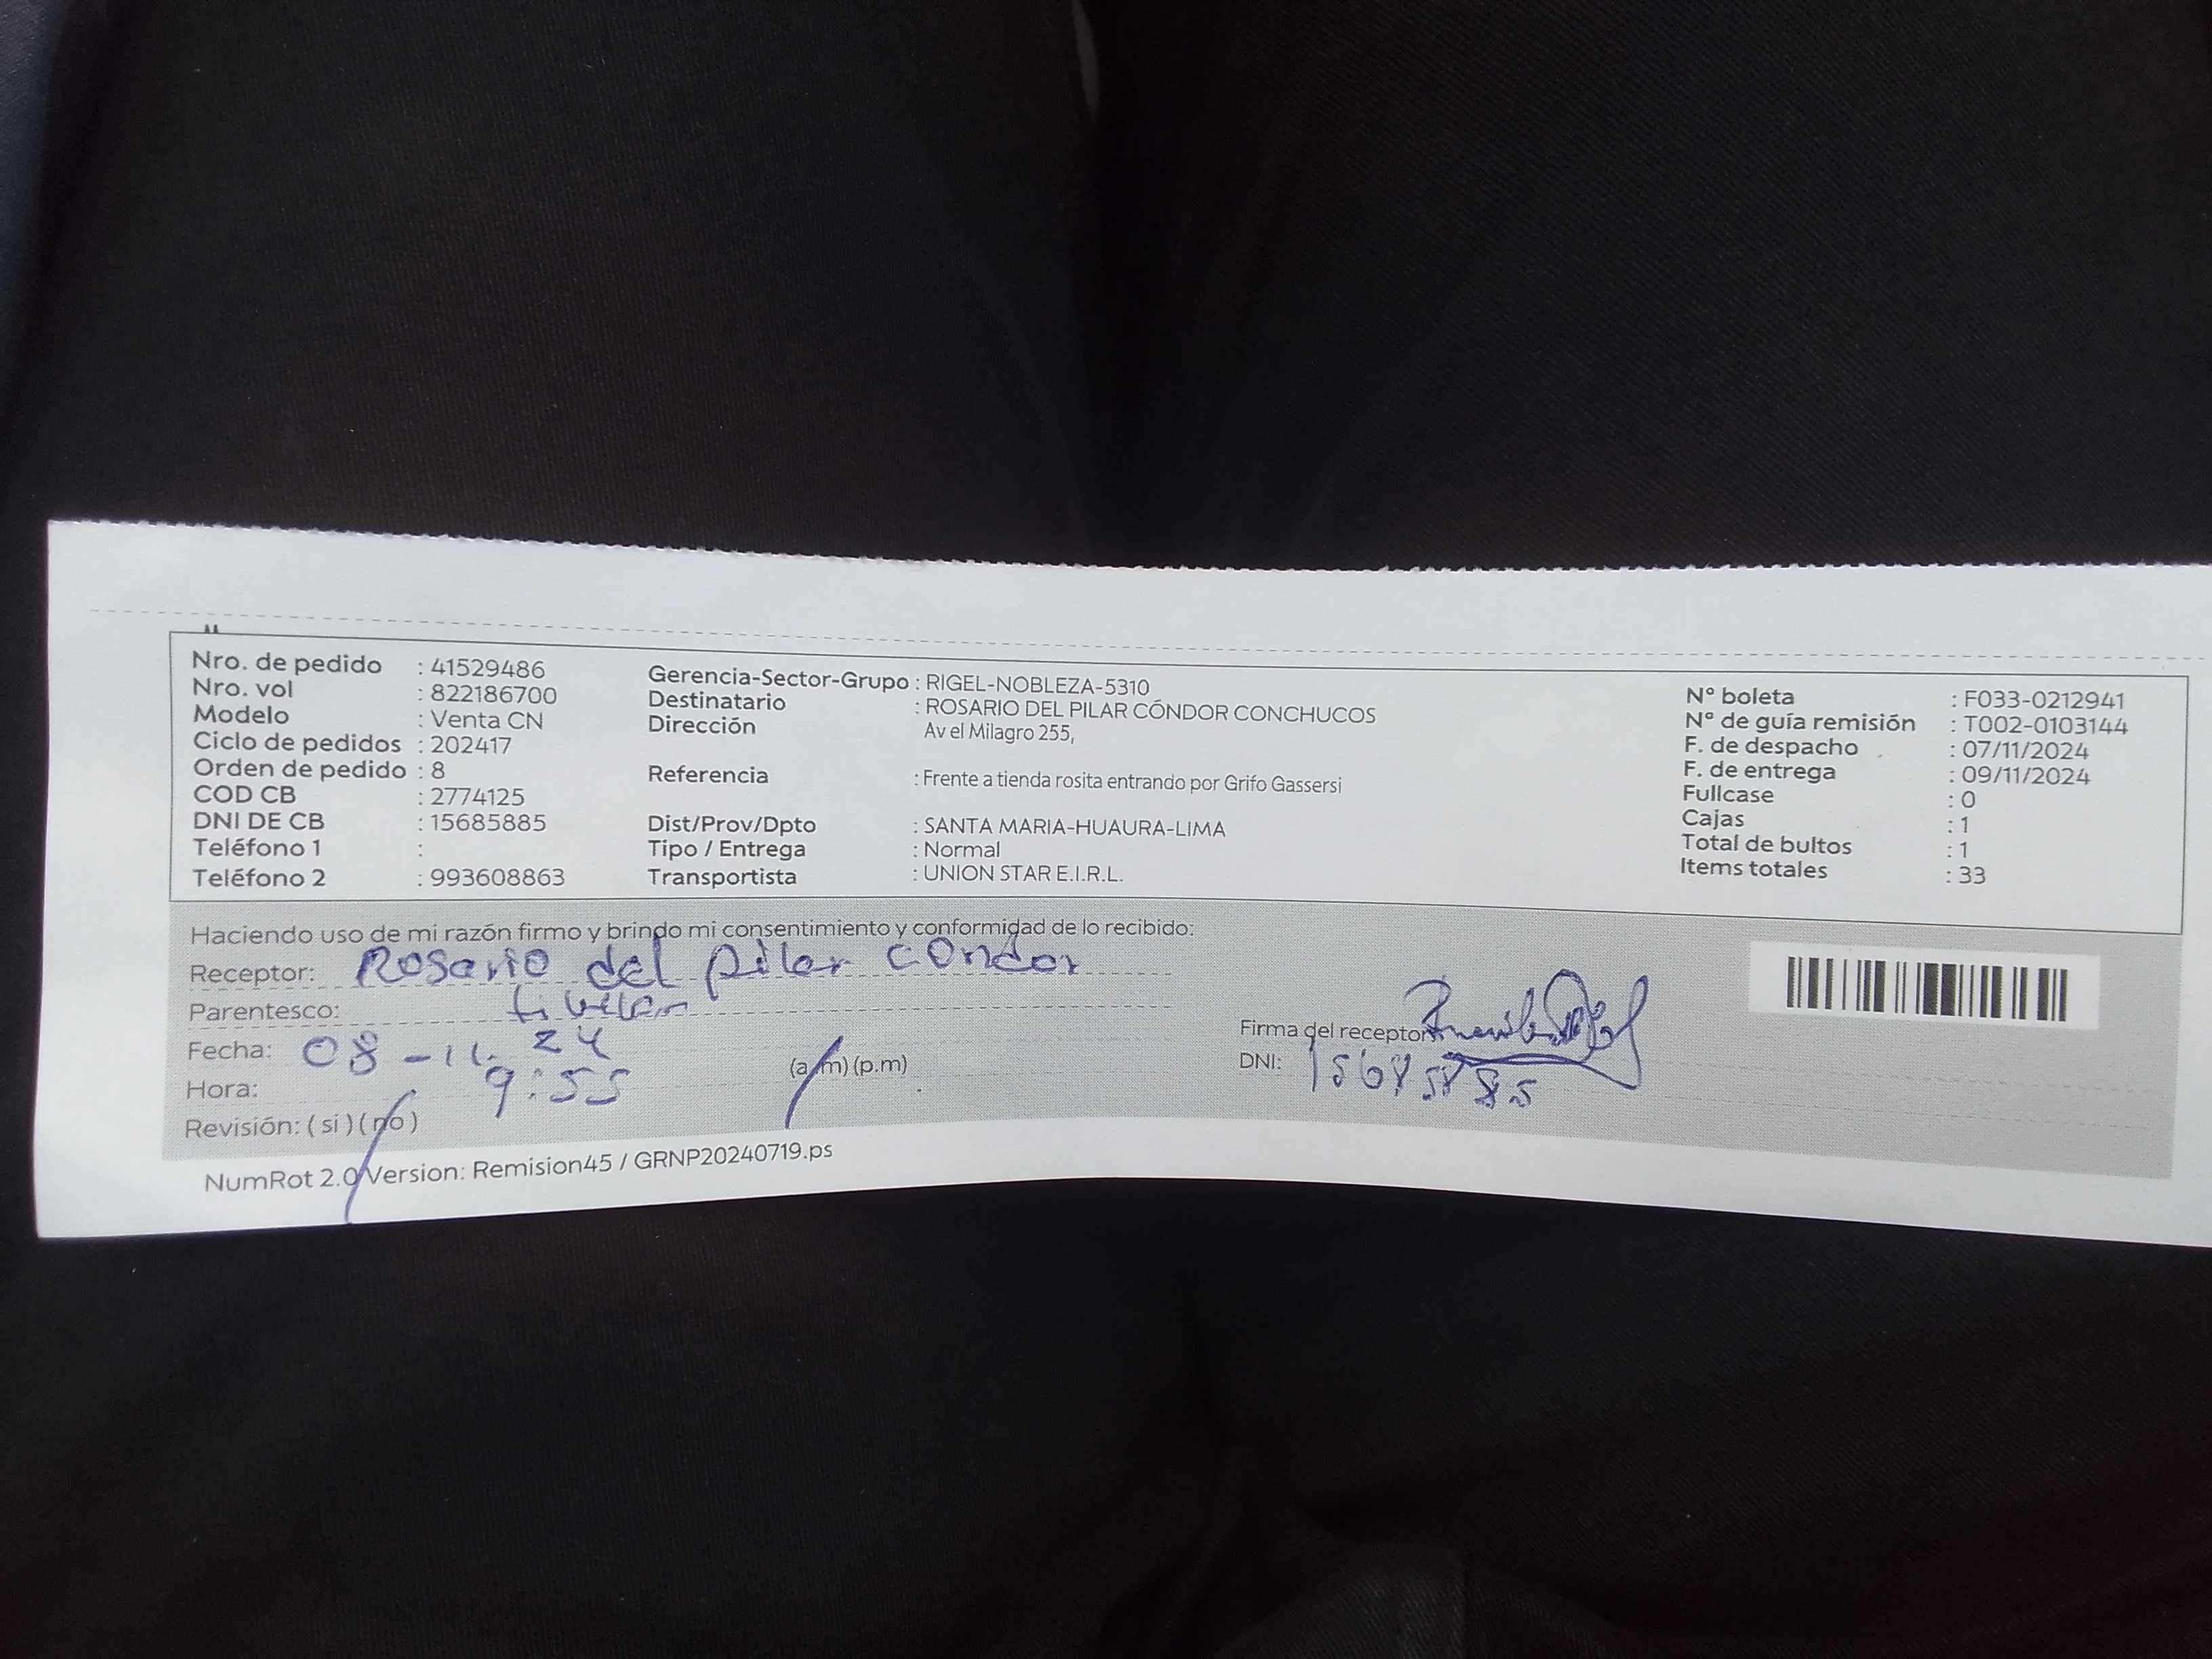 Nro. de pedido : 41529486
Nro. vol : 822186700
Modelo : Venta CN
Ciclo de pedidos : 202417
Orden de pedido : 8
COD CB : 2774125
DNI DE CB : 15685885
Teléfono 1 :
Teléfono 2 : 993608863
Gerencia-Sector-Grupo : RIGEL-NOBLEZA-5310
Destinatario : ROSARIO DEL PILAR CÓNDOR CONCHUCOS
Dirección Av el Milagro 255,
Referencia : Frente a tienda rosita entrando por Grifo Gassersi
Dist/Prov/Dpto : SANTA MARIA-HUAURA-LIMA
Tipo / Entrega : Normal
Transportista : UNION STAR E.I.R.L.
N° boleta : F033-0212941
N° de guía remisión : T002-0103144
F. de despacho : 07/11/2024
F. de entrega : 09/11/2024
Fullcase : 0
Cajas : 1
Total de bultos : 1
Items totales : 33
Haciendo uso de mi razón firmo y brindo mi consentimiento y conformidad de lo recibido:
Receptor: Rosario del pilar condor
Parentesco: titular
Fecha: 08-11-24
Hora: 9:55 (a.m) (p.m)
Revisión: ( si ) ( no )
Firma del receptor:
DNI: 15685885
NumRot 2.0 Version: Remision45 / GRNP20240719.ps